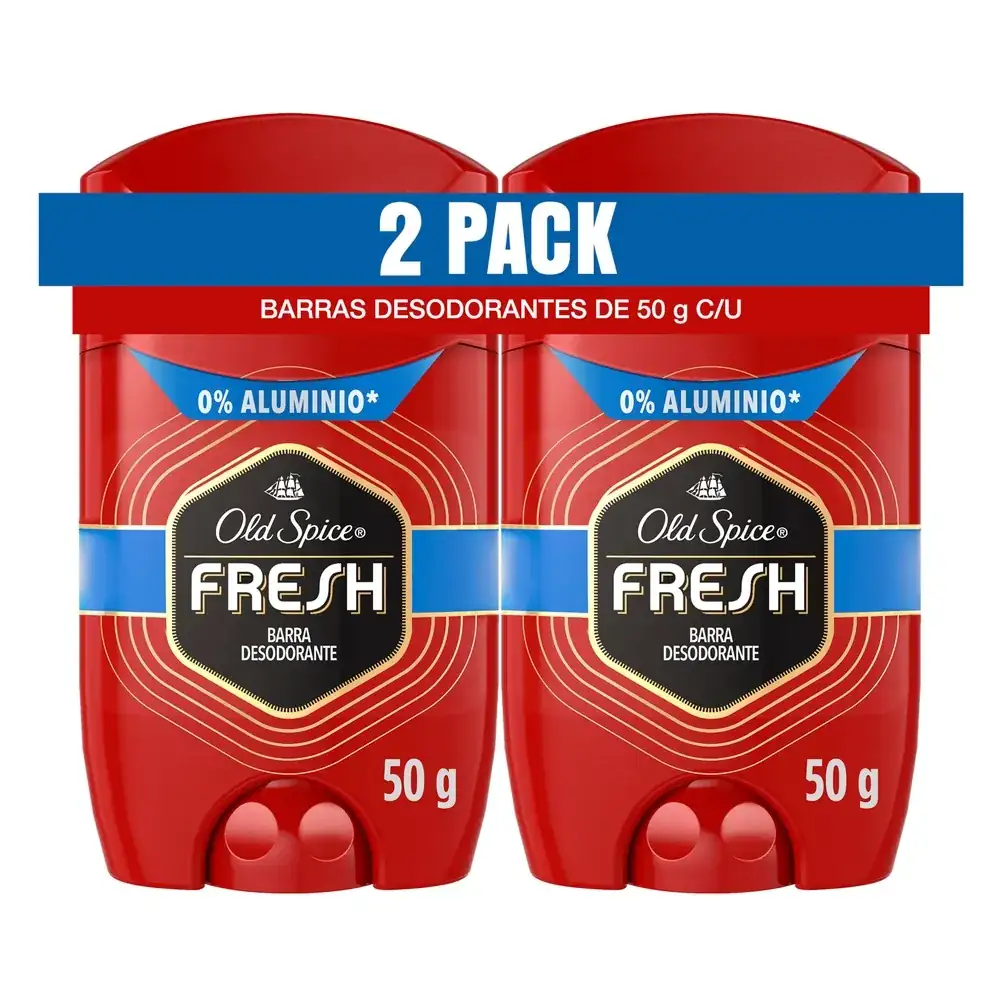 2 PACK
BARRAS DESODORANTES DE 50 g C/U
0% ALUMINIO*
Old Spice®
FRESH
BARRA
DESODORANTE
50 g
0% ALUMINIO*
Old Spice®
FRESH
BARRA
DESODORANTE
50 g